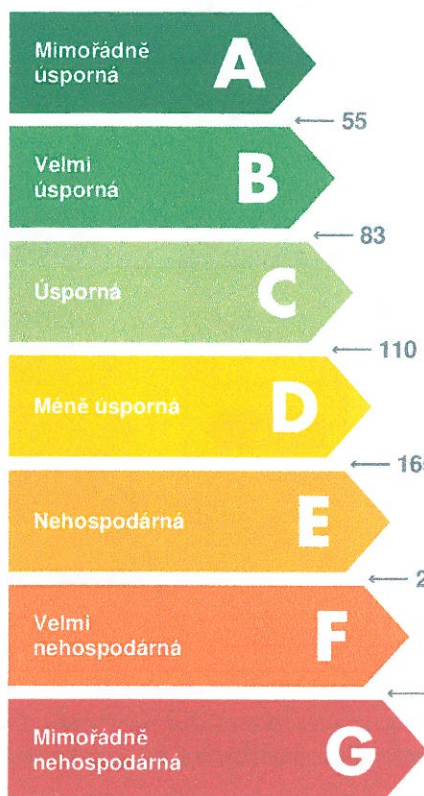 Mimořádně
úsporná
A
55
Velmi
úsporná
B
83
Úsporná
C
110
Méně úsporná
D
Nehospodárná
E
Velmi
nehospodárná
F
Mimořádně
nehospodárná
G